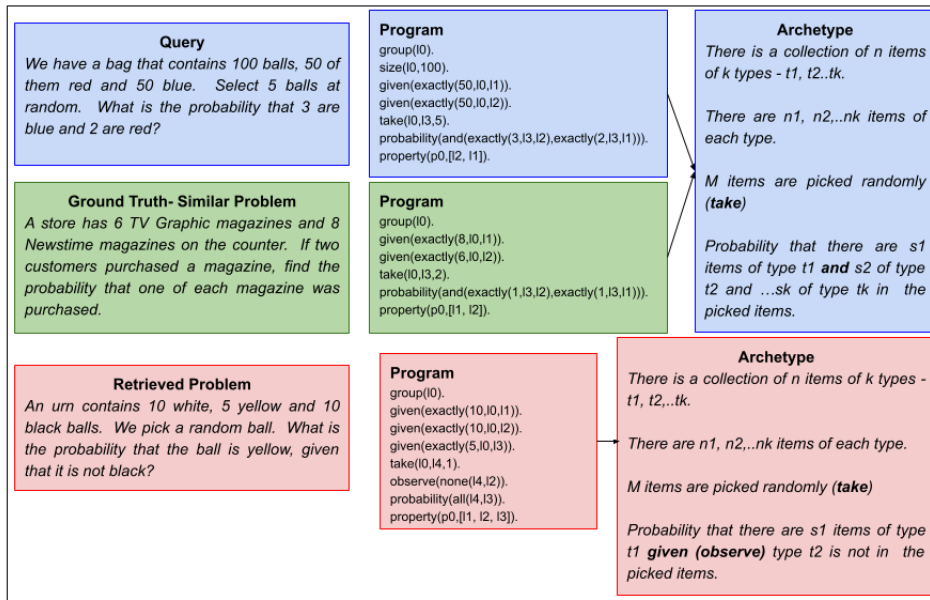 Query
We have a bag that contains 100 balls, 50 of
them red and 50 blue. Select 5 balls at
random. What is the probability that 3 are
blue and 2 are red?
Program
group(l0).
size(l0,100).
given(exactly(50,l0,l1)).
given(exactly(50,l0,l2)).
take(l0,l3,5).
probability(and(exactly(3,l3,l2),exactly(2,l3,l1))).
property(p0,[l2, l1]).
Archetype
There is a collection of n items
of k types - t1, t2..tk.
There are n1, n2,..nk items of
each type.
M items are picked randomly
(take)
Probability that there are s1
items of type t1 and s2 of type
t2 and …sk of type tk in the
picked items.
Ground Truth- Similar Problem
A store has 6 TV Graphic magazines and 8
Newstime magazines on the counter. If two
customers purchased a magazine, find the
probability that one of each magazine was
purchased.
Program
group(l0).
given(exactly(8,l0,l1)).
given(exactly(6,l0,l2)).
take(l0,l3,2).
probability(and(exactly(1,l3,l2),exactly(1,l3,l1))).
property(p0,[l1, l2]).
Retrieved Problem
An urn contains 10 white, 5 yellow and 10
black balls. We pick a random ball. What is
the probability that the ball is yellow, given
that it is not black?
Program
group(l0).
given(exactly(10,l0,l1)).
given(exactly(10,l0,l2)).
given(exactly(5,l0,l3)).
take(l0,l4,1).
observe(none(l4,l2)).
probability(all(l4,l3)).
property(p0,[l1, l2, l3]).
Archetype
There is a collection of n items of k types -
t1, t2,..tk.
There are n1, n2,..nk items of each type.
M items are picked randomly (take)
Probability that there are s1 items of type
t1 given (observe) type t2 is not in the
picked items.